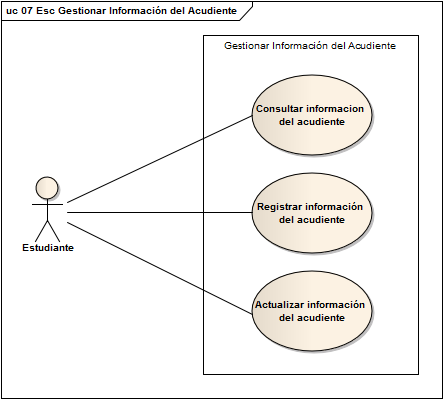 uc 07 Esc Gestionar Información del Acudiente
Gestionar Información del Acudiente
Consultar informacion
del acudiente
Registrar información
del acudiente
Estudiante
Actualizar información
del acudiente